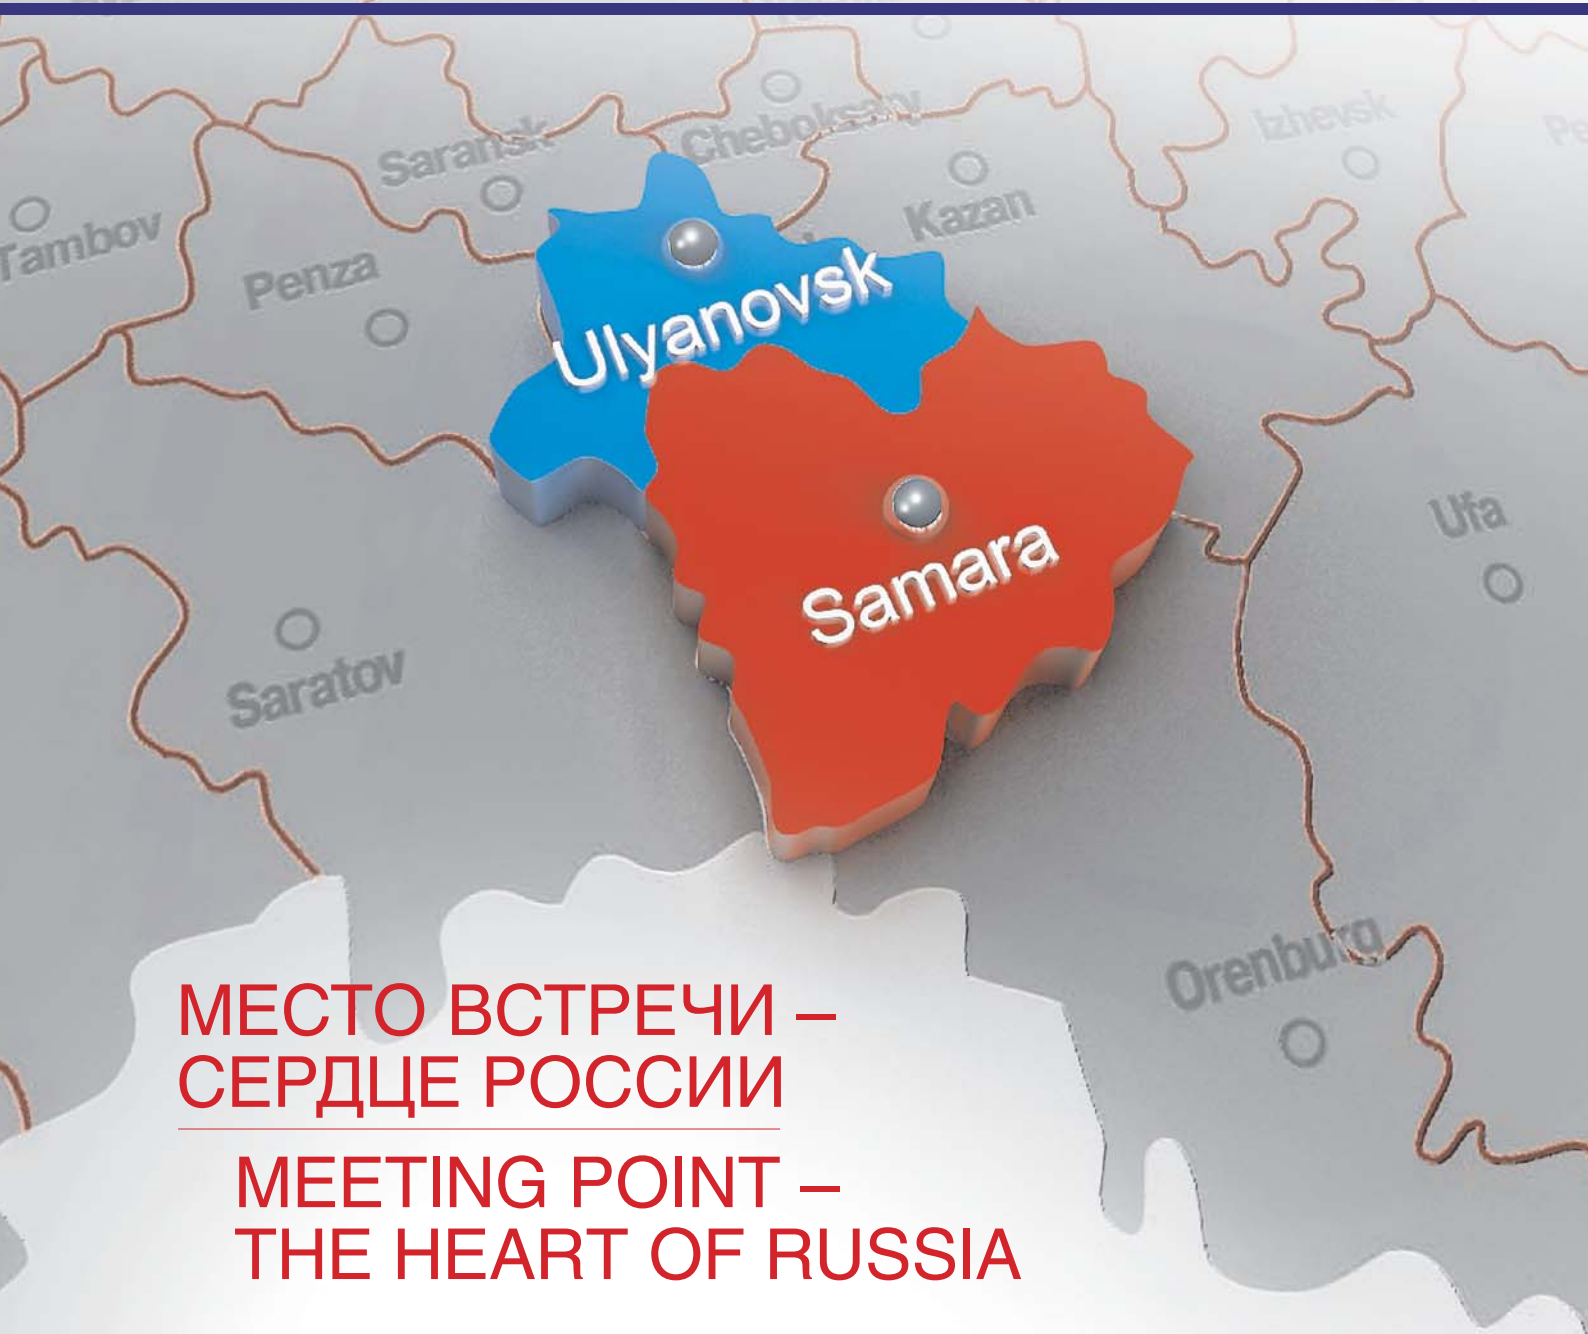 Saransk
Cheboksary
Izhevsk
Tambov
Penza
Kazan
Ulyanovsk
Samara
Ufa
Saratov
Orenburg
МЕСТО ВСТРЕЧИ –
СЕРДЦЕ РОССИИ
MEETING POINT –
THE HEART OF RUSSIA